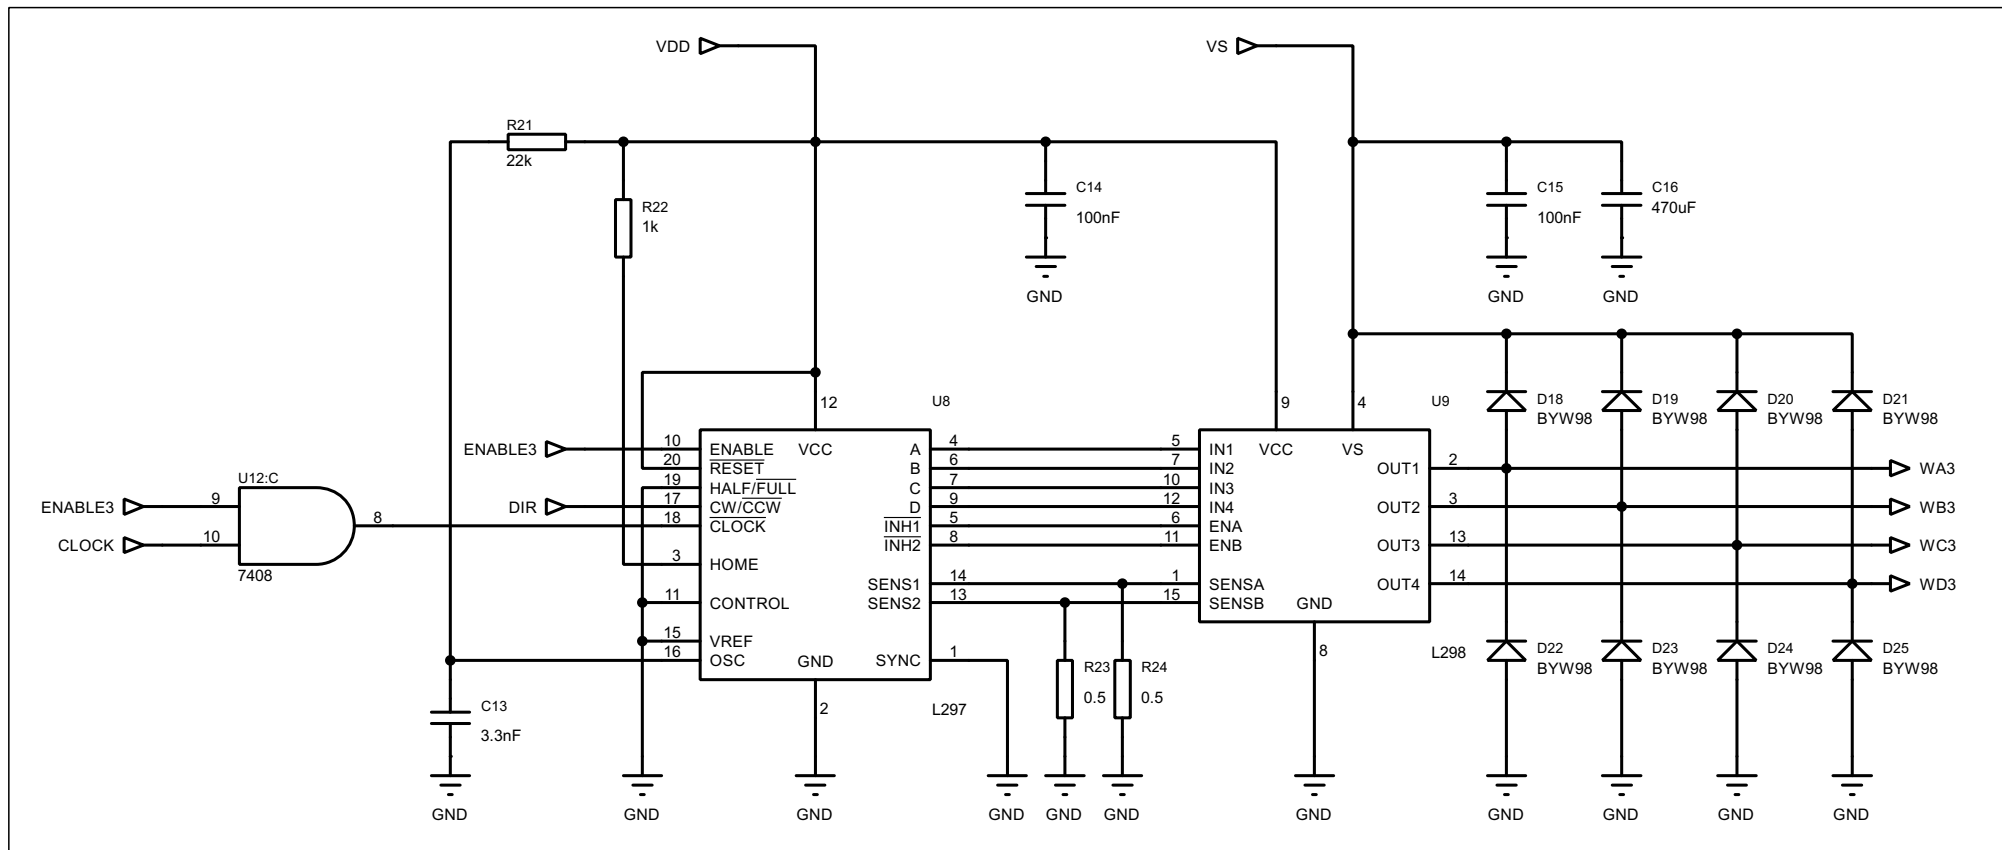 VDD
VS
R21
22k
R22
1k
C14
100nF
C15
100nF
C16
470uF
GND
GND
GND
U8
U9
12
9
4
D18
BYW98
D19
BYW98
D20
BYW98
D21
BYW98
ENABLE3
10
ENABLE
VCC
A
4
5
IN1
VCC
VS
20
RESET
B
6
7
IN2
OUT1
2
WA3
U12:C
19
HALF/FULL
C
7
10
IN3
ENABLE3
9
DIR
17
CW/CCW
D
9
12
IN4
OUT2
3
WB3
8
18
CLOCK
INH1
5
6
ENA
CLOCK
10
INH2
8
11
ENB
OUT3
13
WC3
7408
3
HOME
SENS1
14
1
SENSA
OUT4
14
WD3
11
CONTROL
SENS2
13
15
SENSB
GND
15
VREF
16
OSC
GND
SYNC
1
8
L298
D22
BYW98
D23
BYW98
D24
BYW98
D25
BYW98
R23
0.5
R24
0.5
C13
3.3nF
2
L297
GND
GND
GND
GND
GND
GND
GND
GND
GND
GND
GND